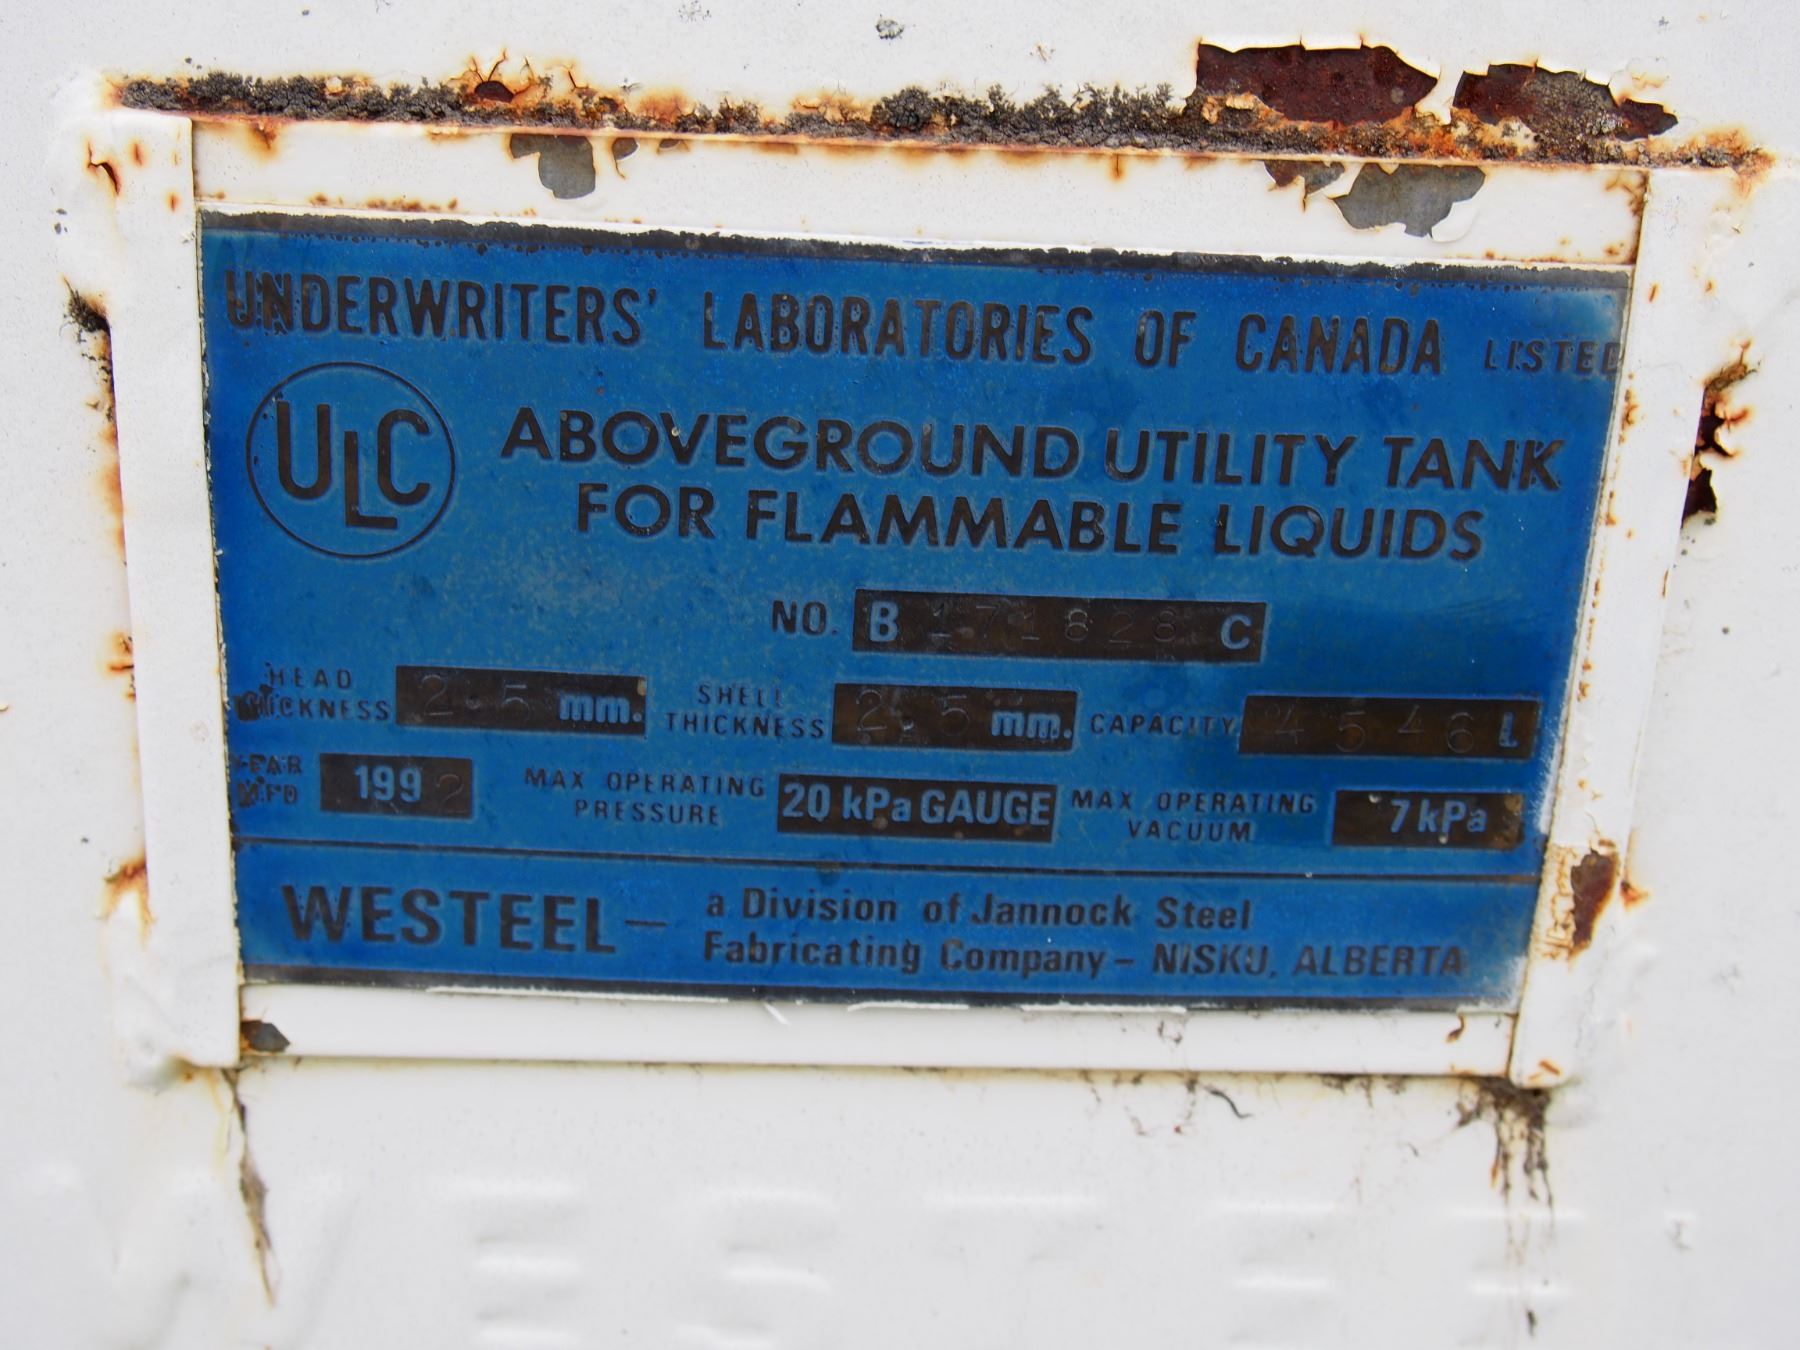 UNDERWRITERS' LABORATORIES OF CANADA LISTED
ULC
ABOVEGROUND UTILITY TANK
FOR FLAMMABLE LIQUIDS
NO. B 171828 C
HEAD THICKNESS 2.5 mm. SHELL THICKNESS 2.5 mm. CAPACITY 4546 L
YEAR MFD 1992 MAX OPERATING PRESSURE 20 kPa GAUGE MAX OPERATING VACUUM 7 kPa
WESTEEL — a Division of Jannock Steel
Fabricating Company – NISKU, ALBERTA